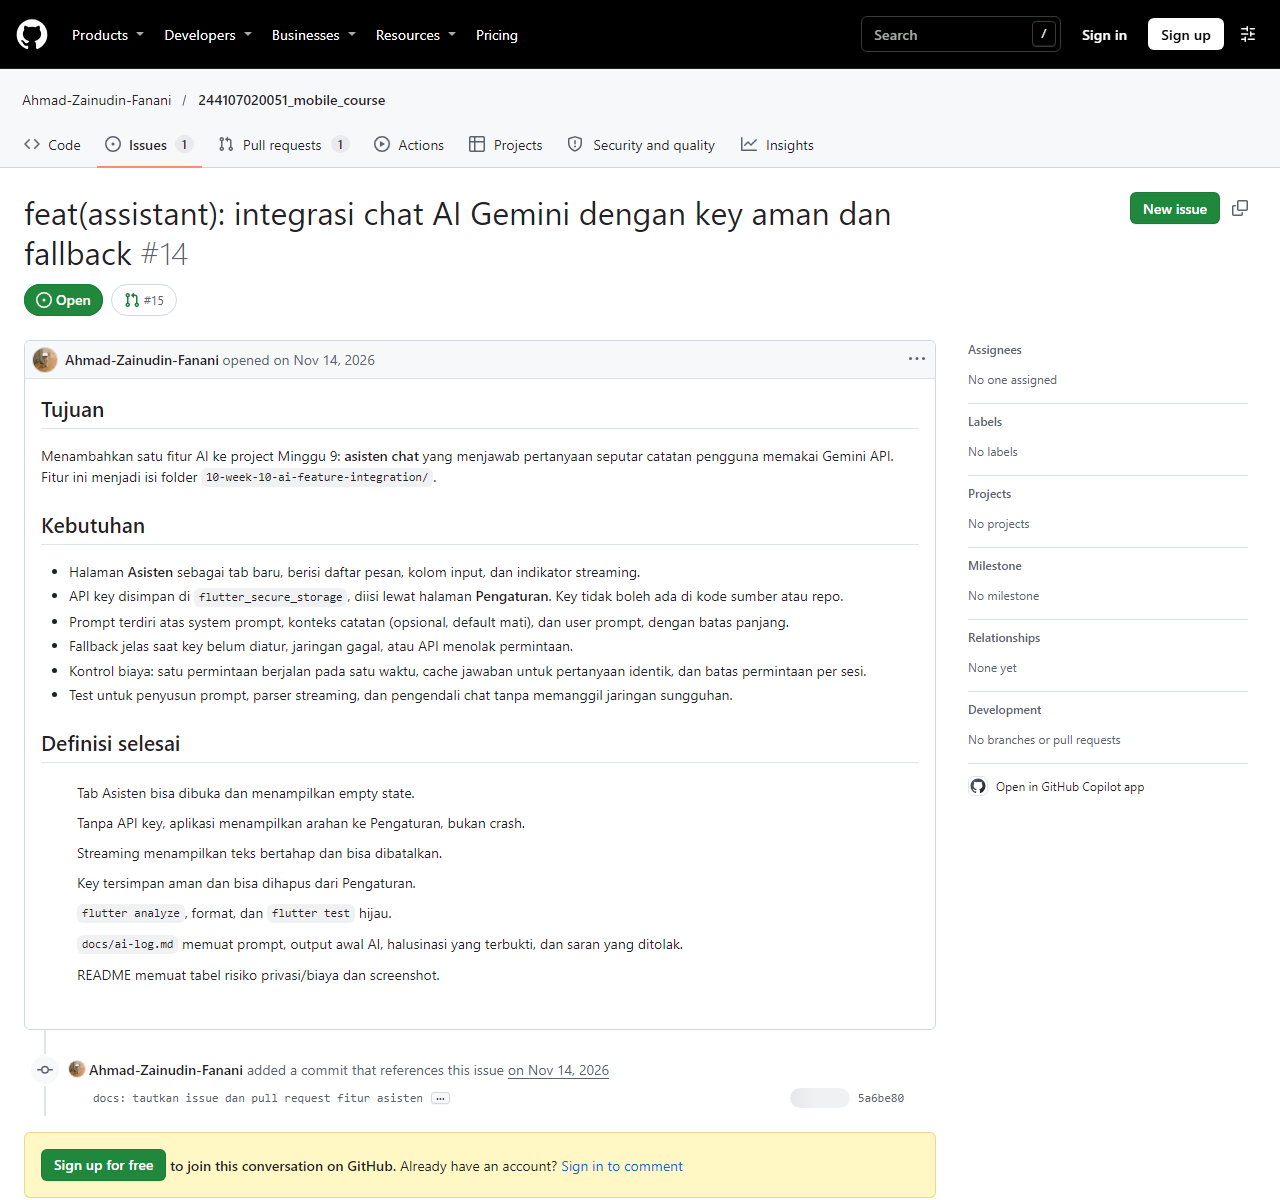 Products Developers Businesses Resources Pricing Search / Sign in Sign up
Ahmad-Zainudin-Fanani / 244107020051_mobile_course
Code Issues 1 Pull requests 1 Actions Projects Security and quality Insights
feat(assistant): integrasi chat AI Gemini dengan key aman dan
fallback #14
New issue
Open #15
Ahmad-Zainudin-Fanani opened on Nov 14, 2026
Tujuan
Menambahkan satu fitur AI ke project Minggu 9: asisten chat yang menjawab pertanyaan seputar catatan pengguna memakai Gemini API.
Fitur ini menjadi isi folder 10-week-10-ai-feature-integration/.
Kebutuhan
Halaman Asisten sebagai tab baru, berisi daftar pesan, kolom input, dan indikator streaming.
API key disimpan di flutter_secure_storage, diisi lewat halaman Pengaturan. Key tidak boleh ada di kode sumber atau repo.
Prompt terdiri atas system prompt, konteks catatan (opsional, default mati), dan user prompt, dengan batas panjang.
Fallback jelas saat key belum diatur, jaringan gagal, atau API menolak permintaan.
Kontrol biaya: satu permintaan berjalan pada satu waktu, cache jawaban untuk pertanyaan identik, dan batas permintaan per sesi.
Test untuk penyusun prompt, parser streaming, dan pengendali chat tanpa memanggil jaringan sungguhan.
Definisi selesai
Tab Asisten bisa dibuka dan menampilkan empty state.
Tanpa API key, aplikasi menampilkan arahan ke Pengaturan, bukan crash.
Streaming menampilkan teks bertahap dan bisa dibatalkan.
Key tersimpan aman dan bisa dihapus dari Pengaturan.
flutter analyze, format, dan flutter test hijau.
docs/ai-log.md memuat prompt, output awal AI, halusinasi yang terbukti, dan saran yang ditolak.
README memuat tabel risiko privasi/biaya dan screenshot.
Ahmad-Zainudin-Fanani added a commit that references this issue on Nov 14, 2026
docs: tautkan issue dan pull request fitur asisten ... 5a6be80
Sign up for free to join this conversation on GitHub. Already have an account? Sign in to comment
Assignees
No one assigned
Labels
No labels
Projects
No projects
Milestone
No milestone
Relationships
None yet
Development
No branches or pull requests
Open in GitHub Copilot app